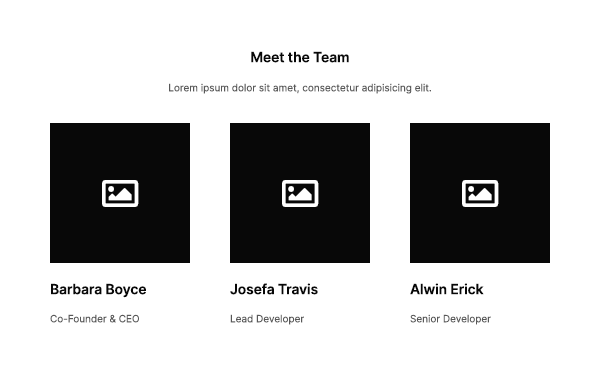 Meet the Team
Lorem ipsum dolor sit amet, consectetur adipisicing elit.
Barbara Boyce
Co-Founder & CEO
Josefa Travis
Lead Developer
Alwin Erick
Senior Developer